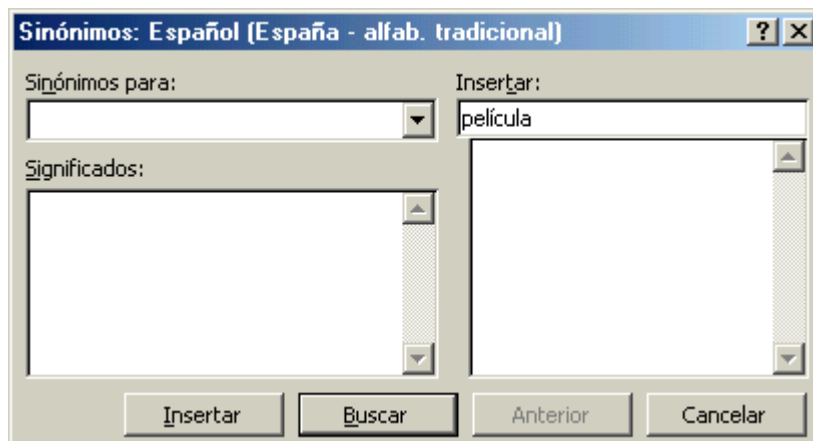 Sinónimos: Español (España - alfab. tradicional)
Sinónimos para:
Insertar:
película
Significados:
Insertar
Buscar
Anterior
Cancelar